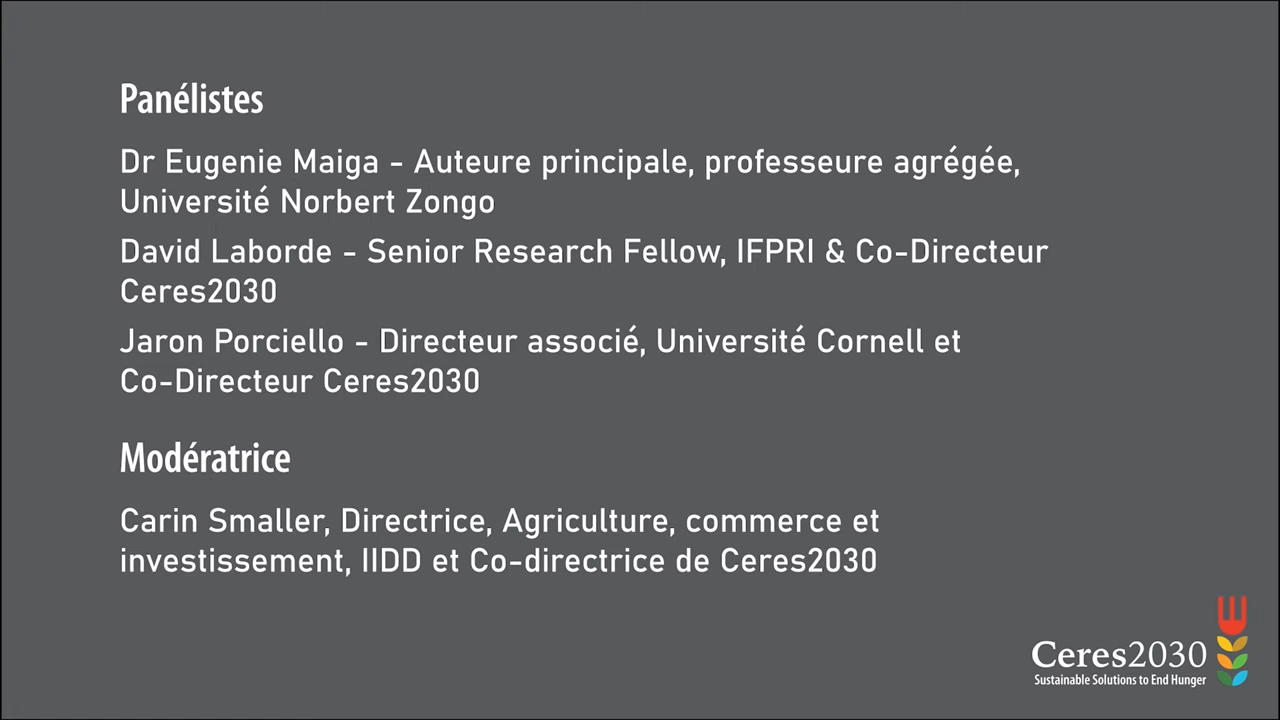 Panélistes
Dr Eugenie Maiga - Auteure principale, professeure agrégée,
Université Norbert Zongo
David Laborde - Senior Research Fellow, IFPRI & Co-Directeur
Ceres2030
Jaron Porciello - Directeur associé, Université Cornell et
Co-Directeur Ceres2030
Modératrice
Carin Smaller, Directrice, Agriculture, commerce et
investissement, IIDD et Co-directrice de Ceres2030
Ceres2030
Sustainable Solutions to End Hunger